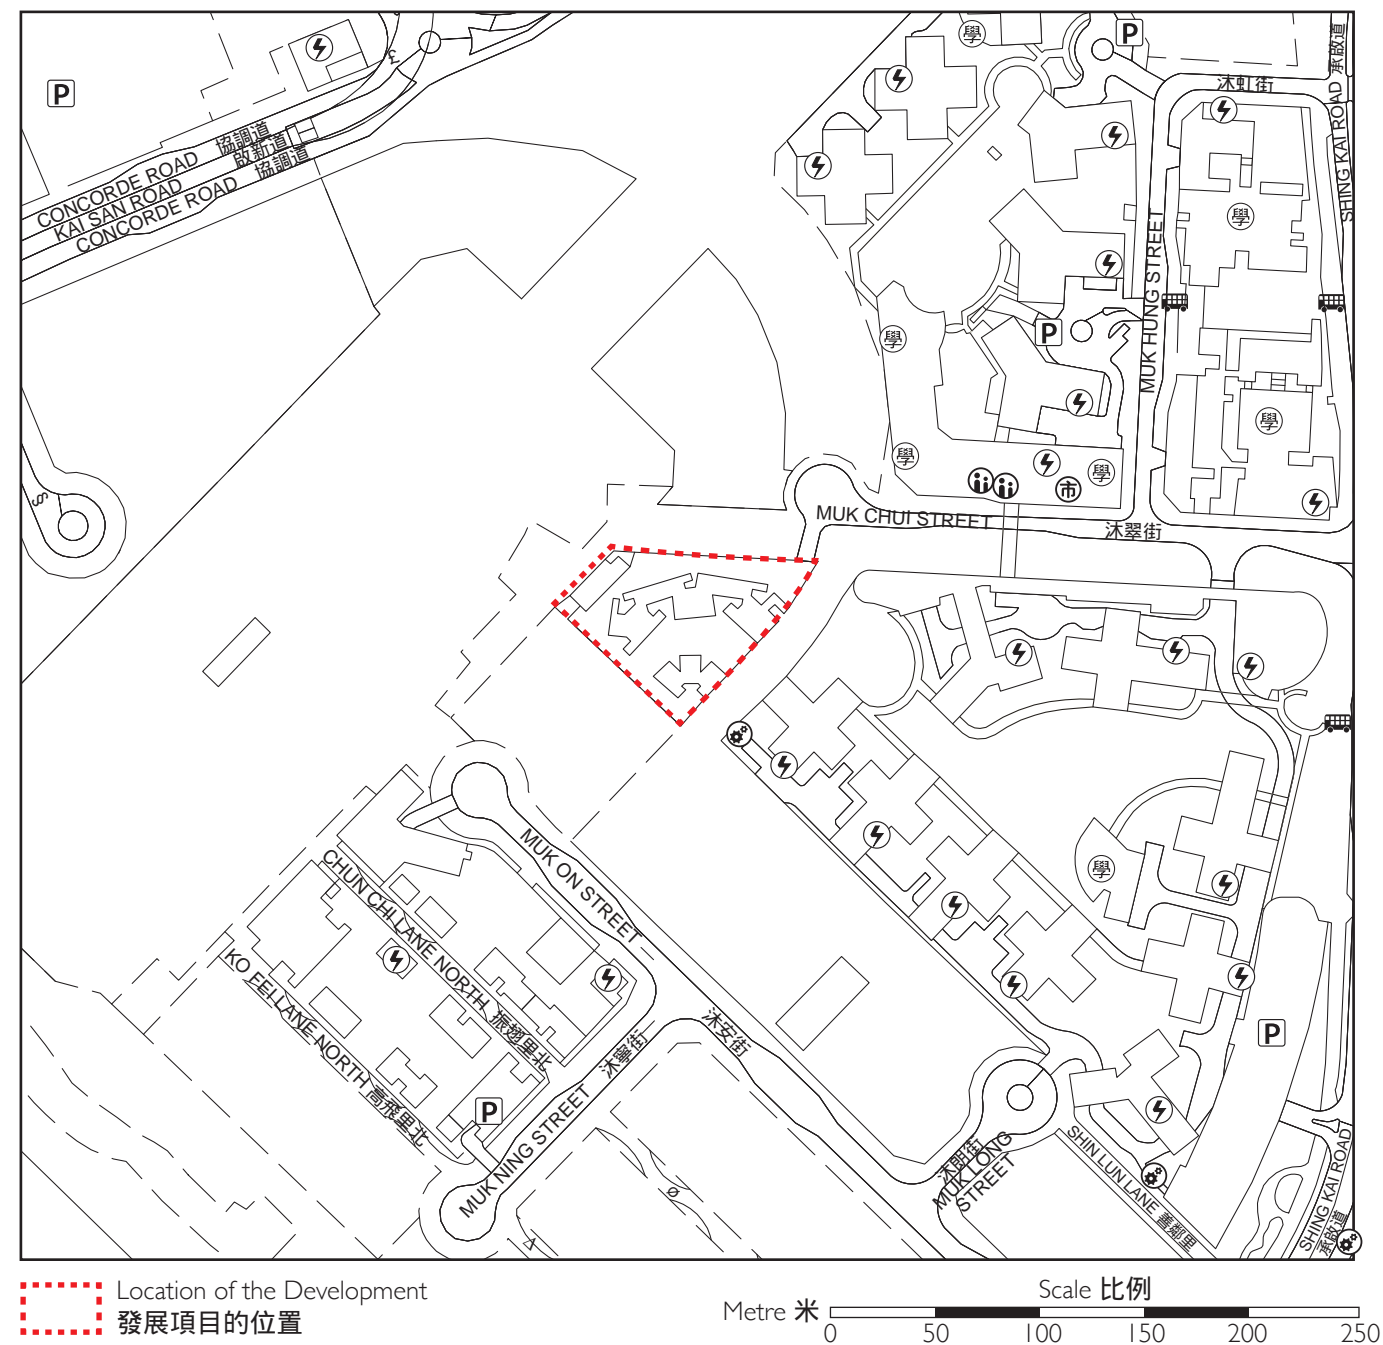 P
P
學
沐虹街
SHING KAI ROAD 承啟道
CONCORDE ROAD 協調道
KAI SAN ROAD 啟新道
CONCORDE ROAD 協調道
學
MUK HUNG STREET
P
學
學
學
學
市
MUK CHUI STREET
沐翠街
MUK ON STREET
沐安街
CHUN CHI LANE NORTH 振翅里北
KO FEI LANE NORTH 高飛里北
MUK NING STREET 沐寧街
P
學
P
沐朗街
MUK LONG
STREET
SHIN LUN LANE 善鄰里
SHING KAI ROAD
承啟道
Location of the Development
發展項目的位置
Scale 比例
Metre 米
0 50 100 150 200 250